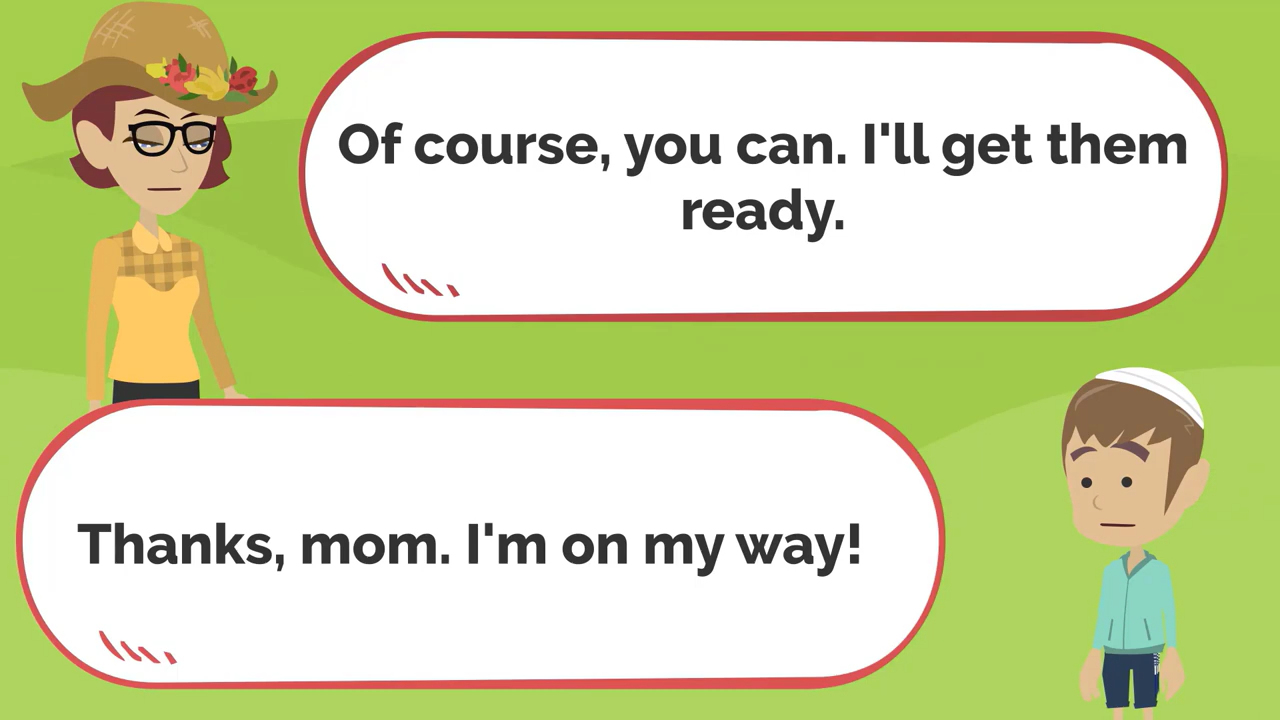 Of course, you can. I'll get them
ready.
Thanks, mom. I'm on my way!